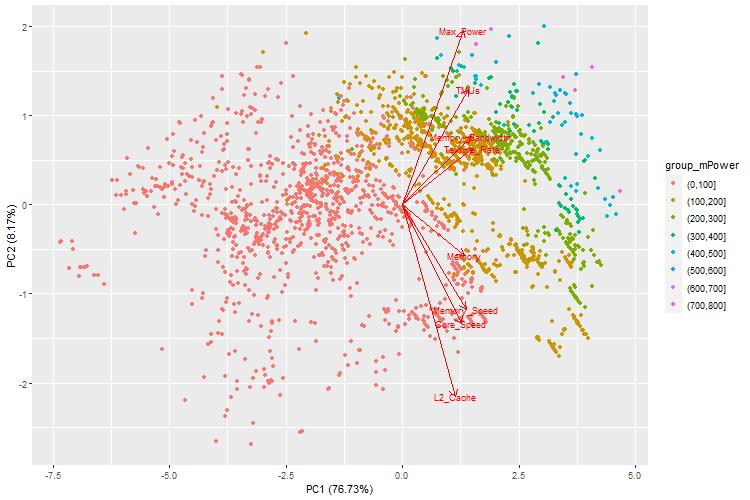 2
1
0
-1
-2
PC2 (8.17%)
Max_Power
TMUs
Memory_Bandwidth
Texture_Rate
Memory
Memory_Speed
Core_Speed
L2_Cache
-7.5 -5.0 -2.5 0.0 2.5 5.0
PC1 (76.73%)
group_mPower
(0,100]
(100,200]
(200,300]
(300,400]
(400,500]
(500,600]
(600,700]
(700,800]